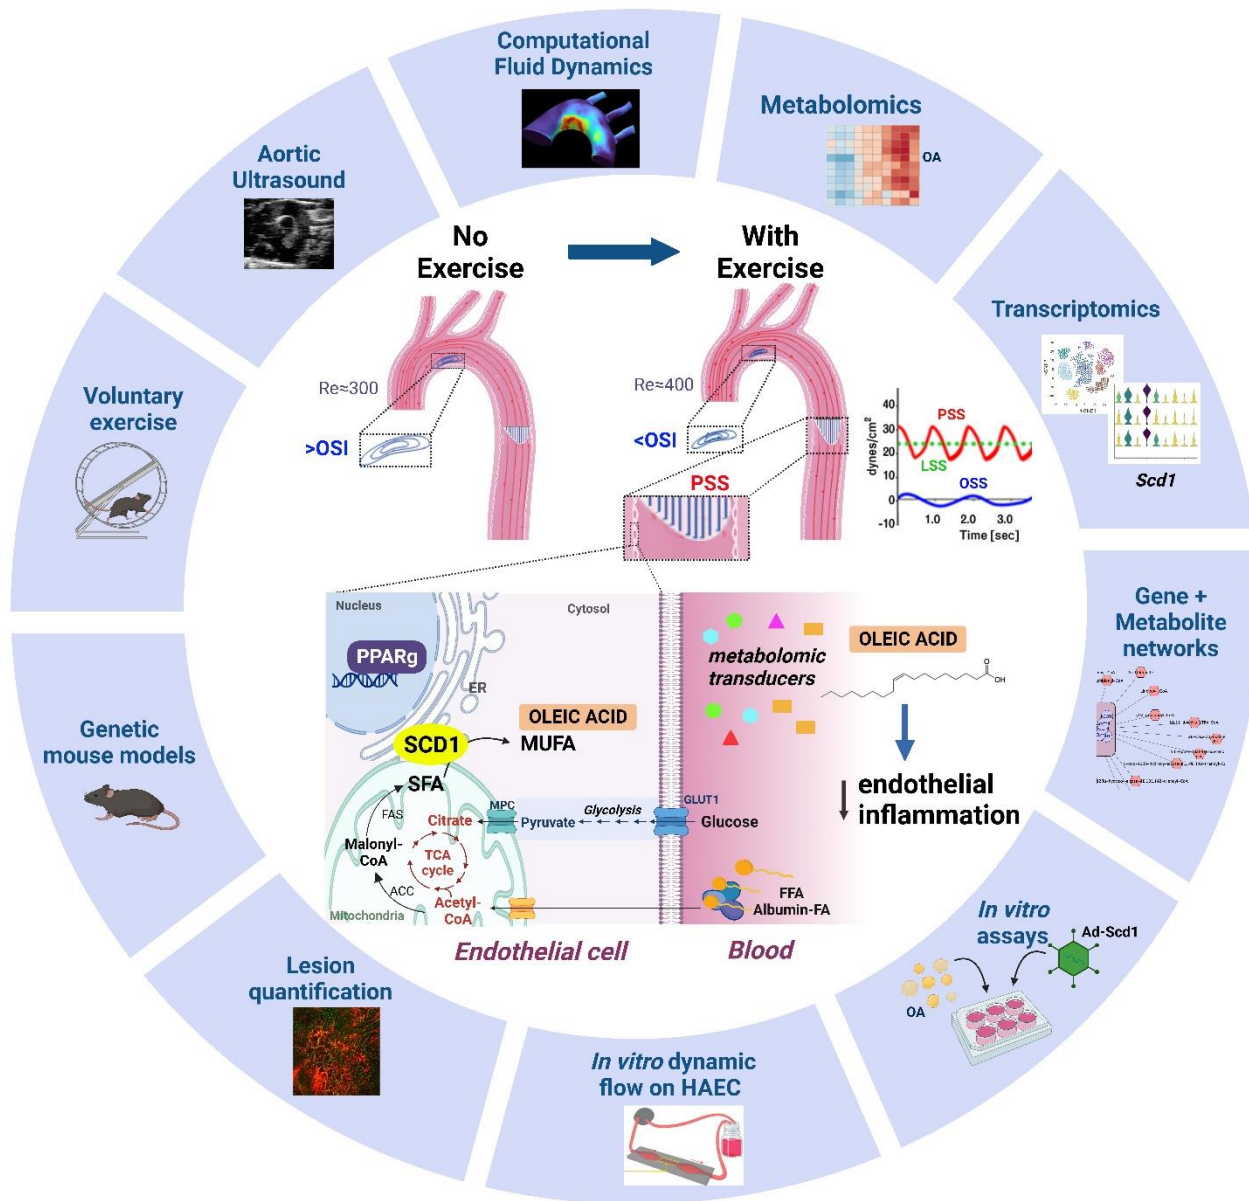 Computational
Fluid Dynamics
Metabolomics
OA
Aortic
Ultrasound
Transcriptomics
Scd1
Voluntary
exercise
Gene +
Metabolite
networks
Genetic
mouse models
In vitro
assays
Ad-Scd1
OA
Lesion
quantification
In vitro dynamic
flow on HAEC
No
Exercise
With
Exercise
Re≈300
>OSI
Re≈400
<OSI
PSS
dynes/cm2
40
30
20
10
0
-10
PSS
LSS
OSS
1.0
2.0
3.0
Time [sec]
Nucleus
Cytosol
PPARg
ER
OLEIC ACID
SCD1
MUFA
SFA
FAS
MPC
Citrate
Pyruvate
Glycolysis
GLUT1
Glucose
Malonyl-
CoA
TCA
cycle
ACC
Acetyl-
CoA
Mitochondria
Endothelial cell
metabolomic
transducers
OLEIC ACID
O
OH
endothelial
inflammation
FFA
Albumin-FA
Blood